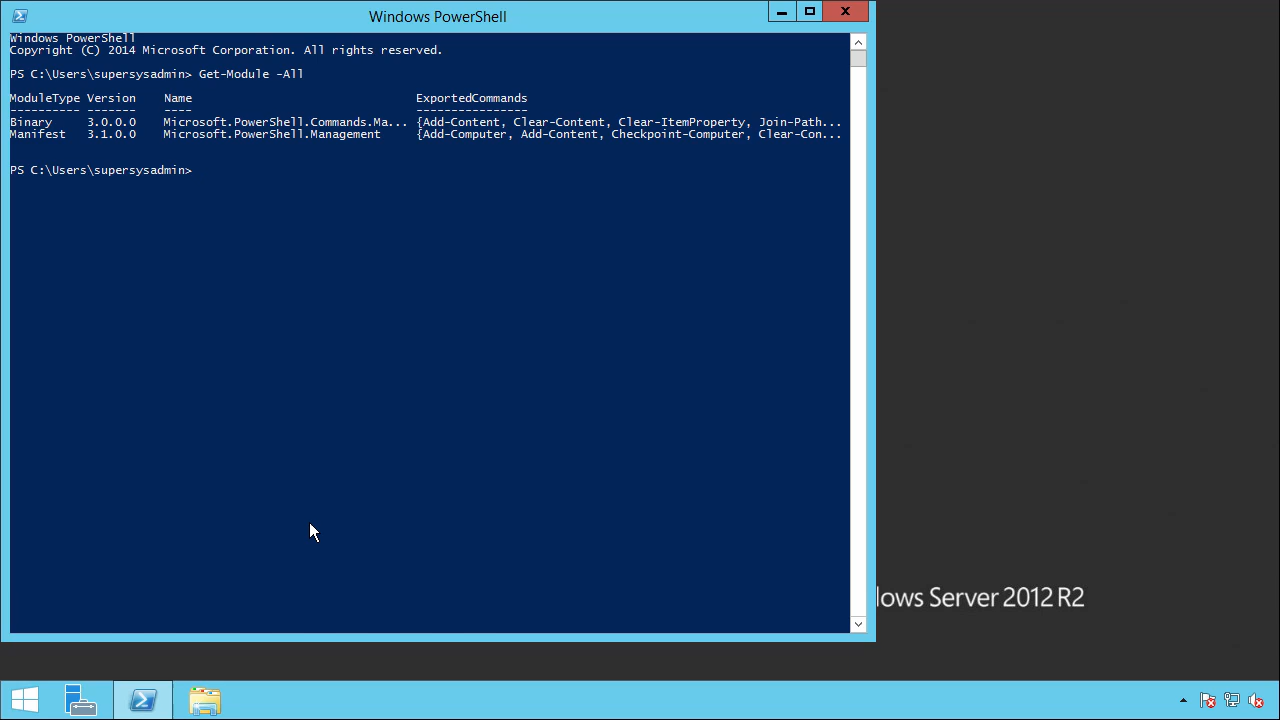 Windows PowerShell
Windows PowerShell
Copyright (C) 2014 Microsoft Corporation. All rights reserved.
PS C:\Users\supersysadmin> Get-Module -All
ModuleType Version    Name                                ExportedCommands
---------- -------    ----                                ----------------
Binary     3.0.0.0    Microsoft.PowerShell.Commands.Ma... {Add-Content, Clear-Content, Clear-ItemProperty, Join-Path...
Manifest   3.1.0.0    Microsoft.PowerShell.Management     {Add-Computer, Add-Content, Checkpoint-Computer, Clear-Con...
PS C:\Users\supersysadmin>
lows Server 2012 R2